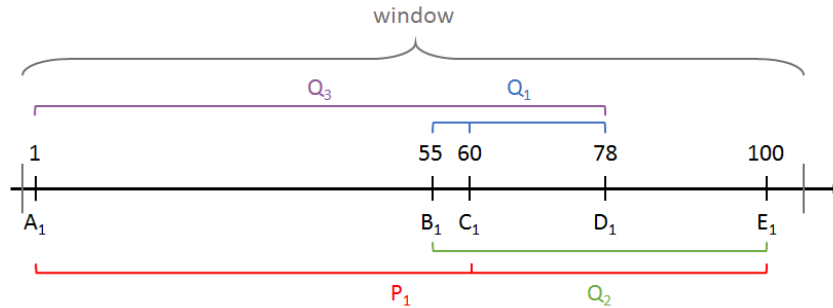 window
Q₃ Q₁
1 55 60 78 100
A₁ B₁ C₁ D₁ E₁
P₁ Q₂